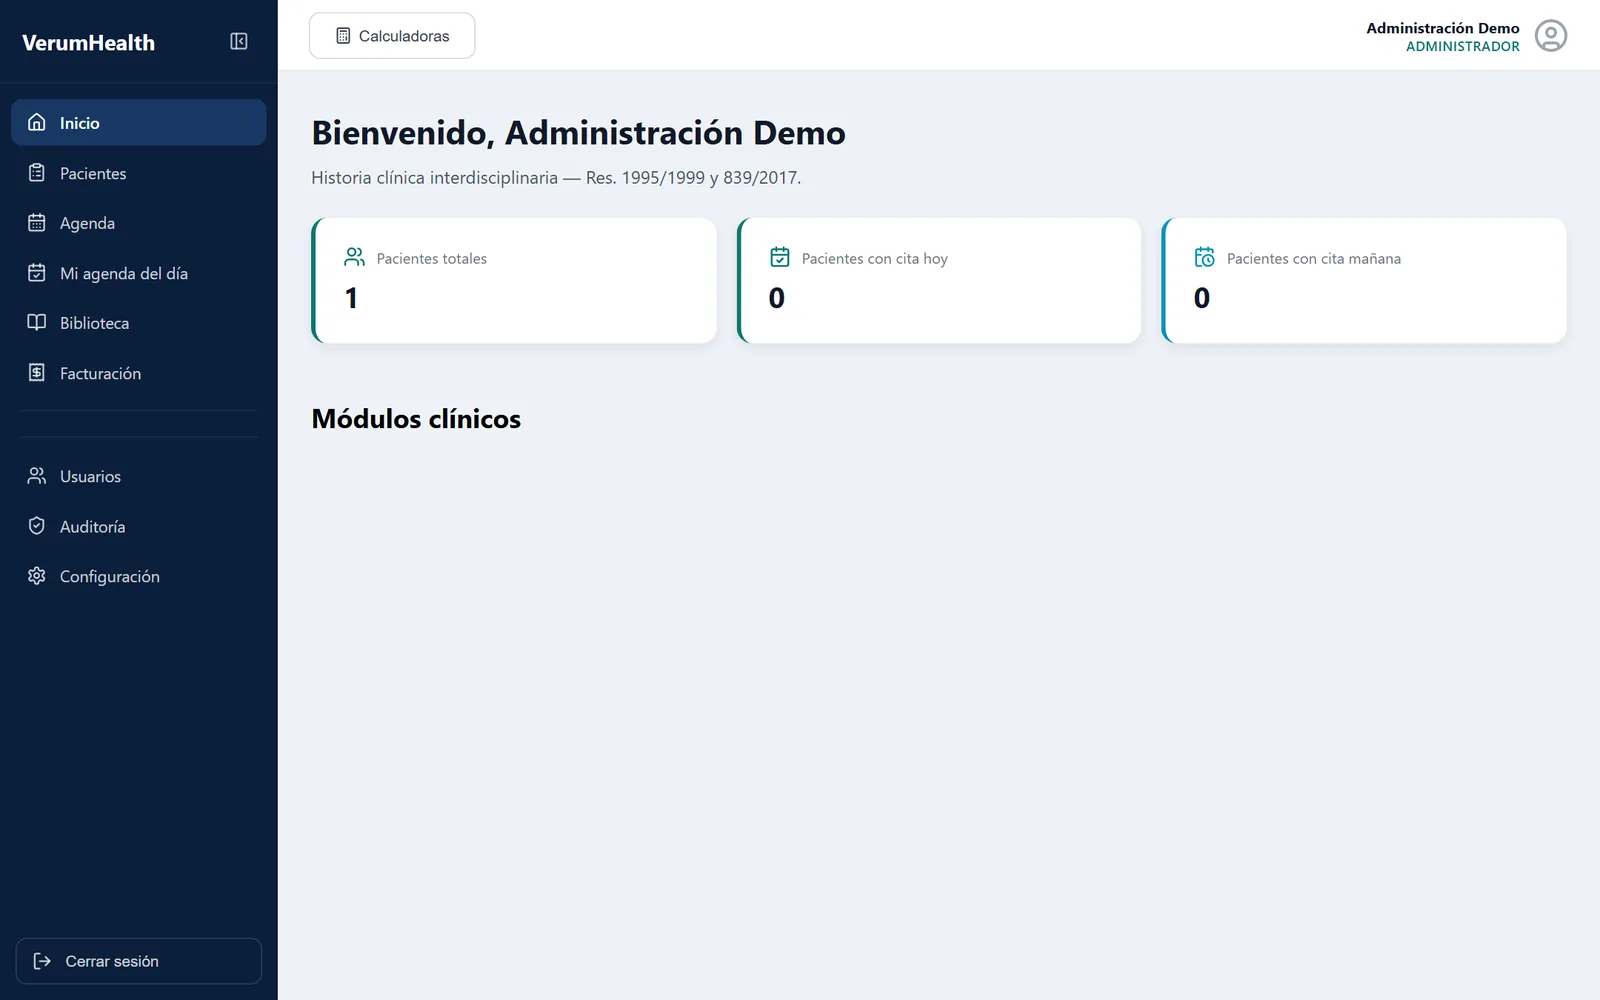 VerumHealth
Inicio
Pacientes
Agenda
Mi agenda del día
Biblioteca
Facturación
Usuarios
Auditoría
Configuración
Cerrar sesión
Calculadoras
Administración Demo
ADMINISTRADOR
Bienvenido, Administración Demo
Historia clínica interdisciplinaria — Res. 1995/1999 y 839/2017.
Pacientes totales
1
Pacientes con cita hoy
0
Pacientes con cita mañana
0
Módulos clínicos